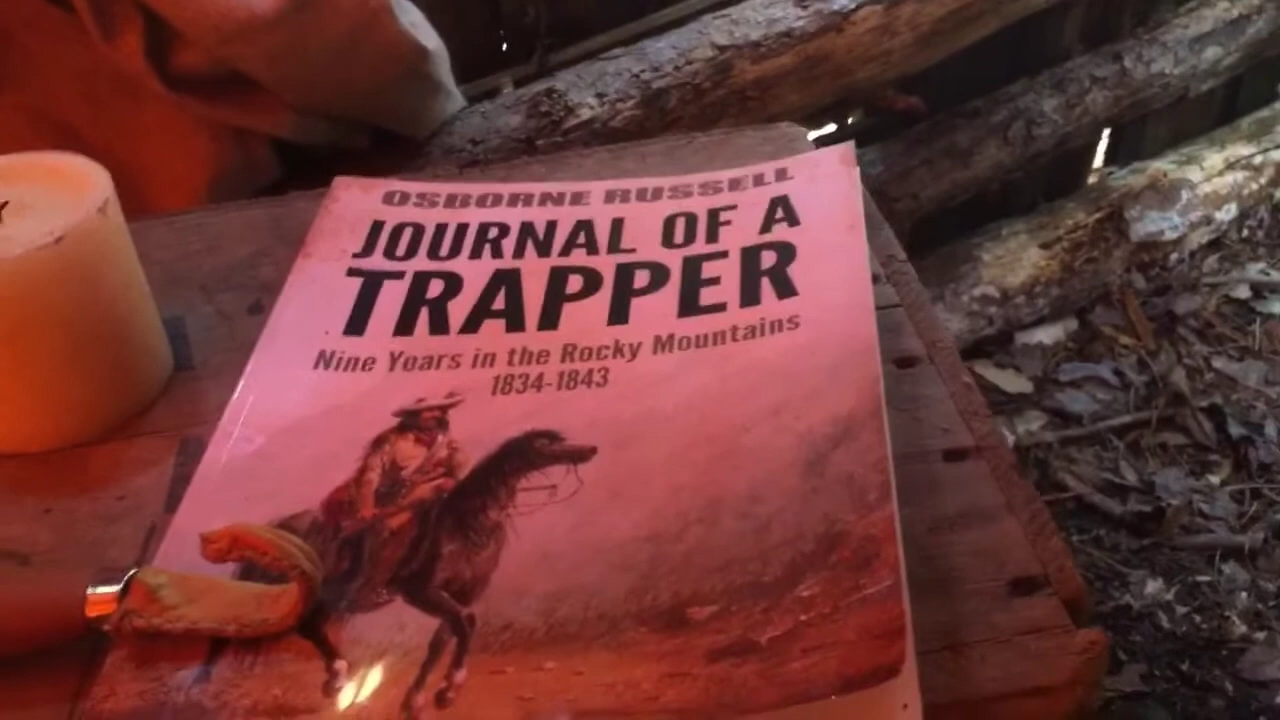 OSBORNE RUSSELL
JOURNAL OF A
TRAPPER
Nine Years in the Rocky Mountains
1834-1843